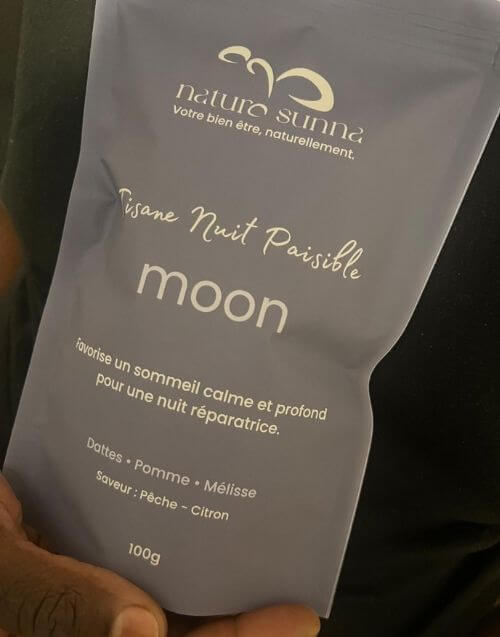 nature sunna
Votre bien être, naturellement.
Tisane Nuit Paisible
moon
Favorise un sommeil calme et profond
pour une nuit réparatrice.
Dattes • Pomme • Mélisse
Saveur : Pêche - Citron
100g